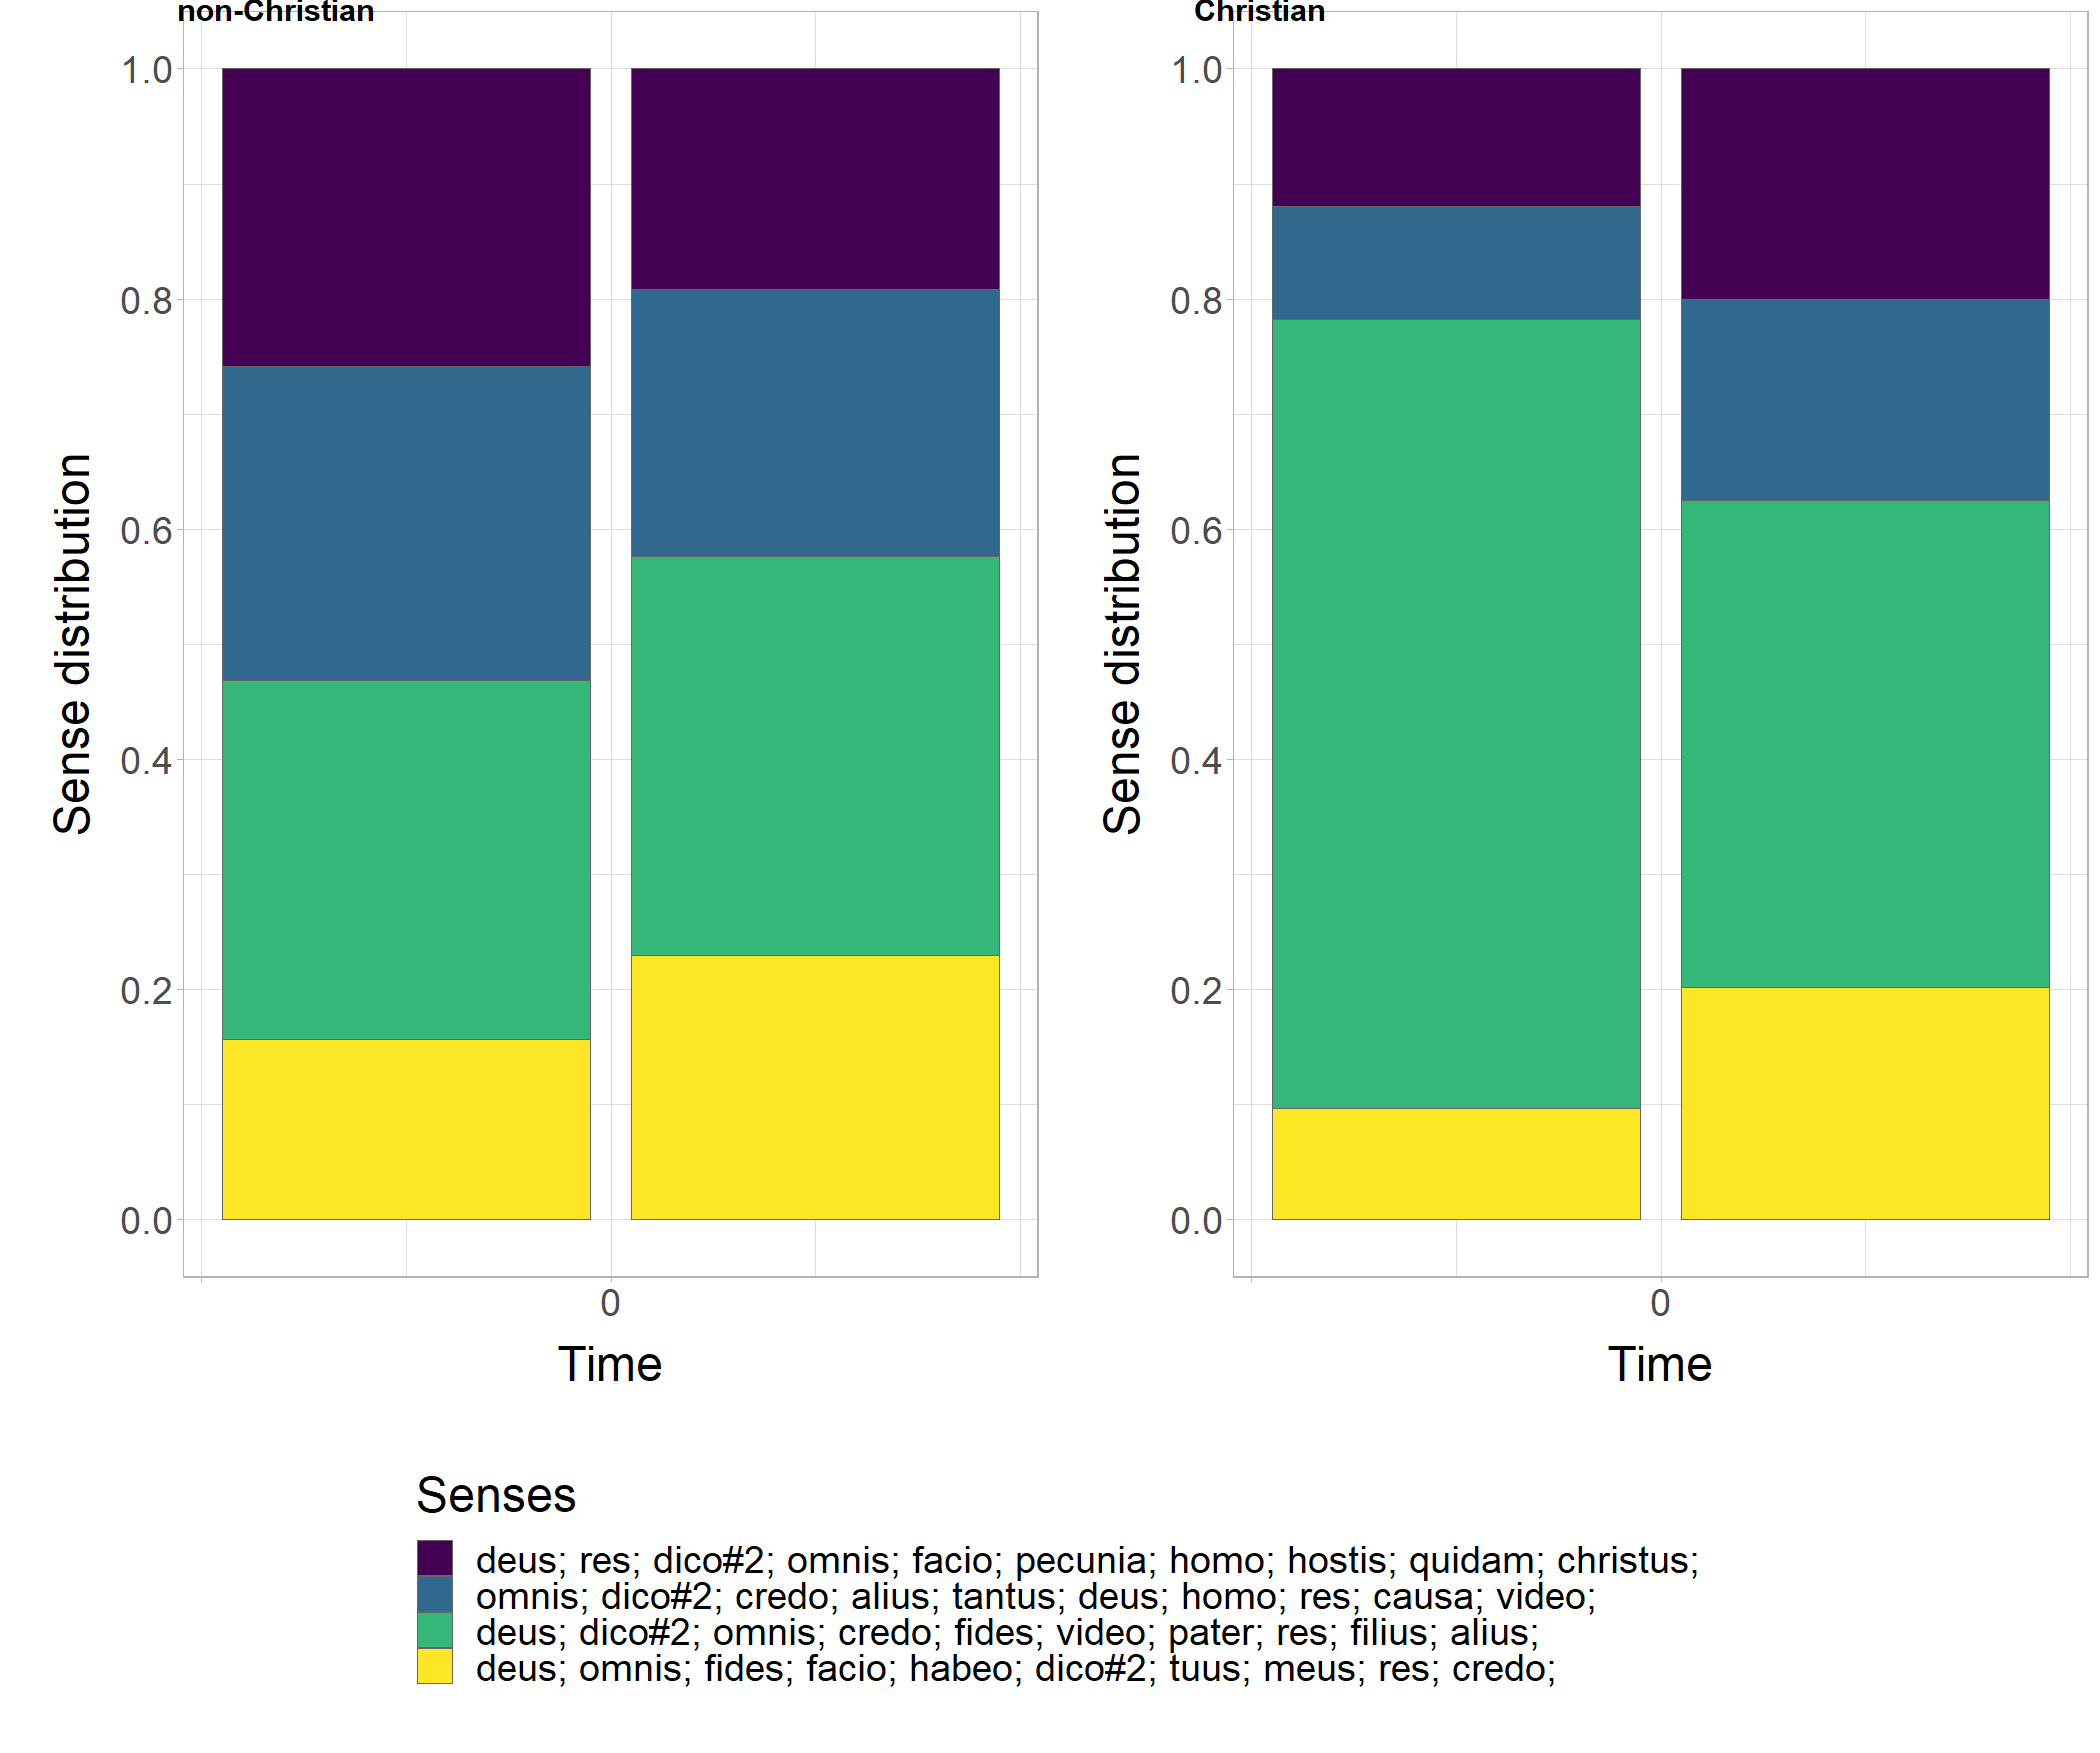 non-Christian
1.0
0.8
0.6
0.4
0.2
0.0
Sense distribution
0
Time
Christian
1.0
0.8
0.6
0.4
0.2
0.0
Sense distribution
0
Time
Senses
deus; res; dico#2; omnis; facio; pecunia; homo; hostis; quidam; christus;
omnis; dico#2; credo; alius; tantus; deus; homo; res; causa; video;
deus; dico#2; omnis; credo; fides; video; pater; res; filius; alius;
deus; omnis; fides; facio; habeo; dico#2; tuus; meus; res; credo;